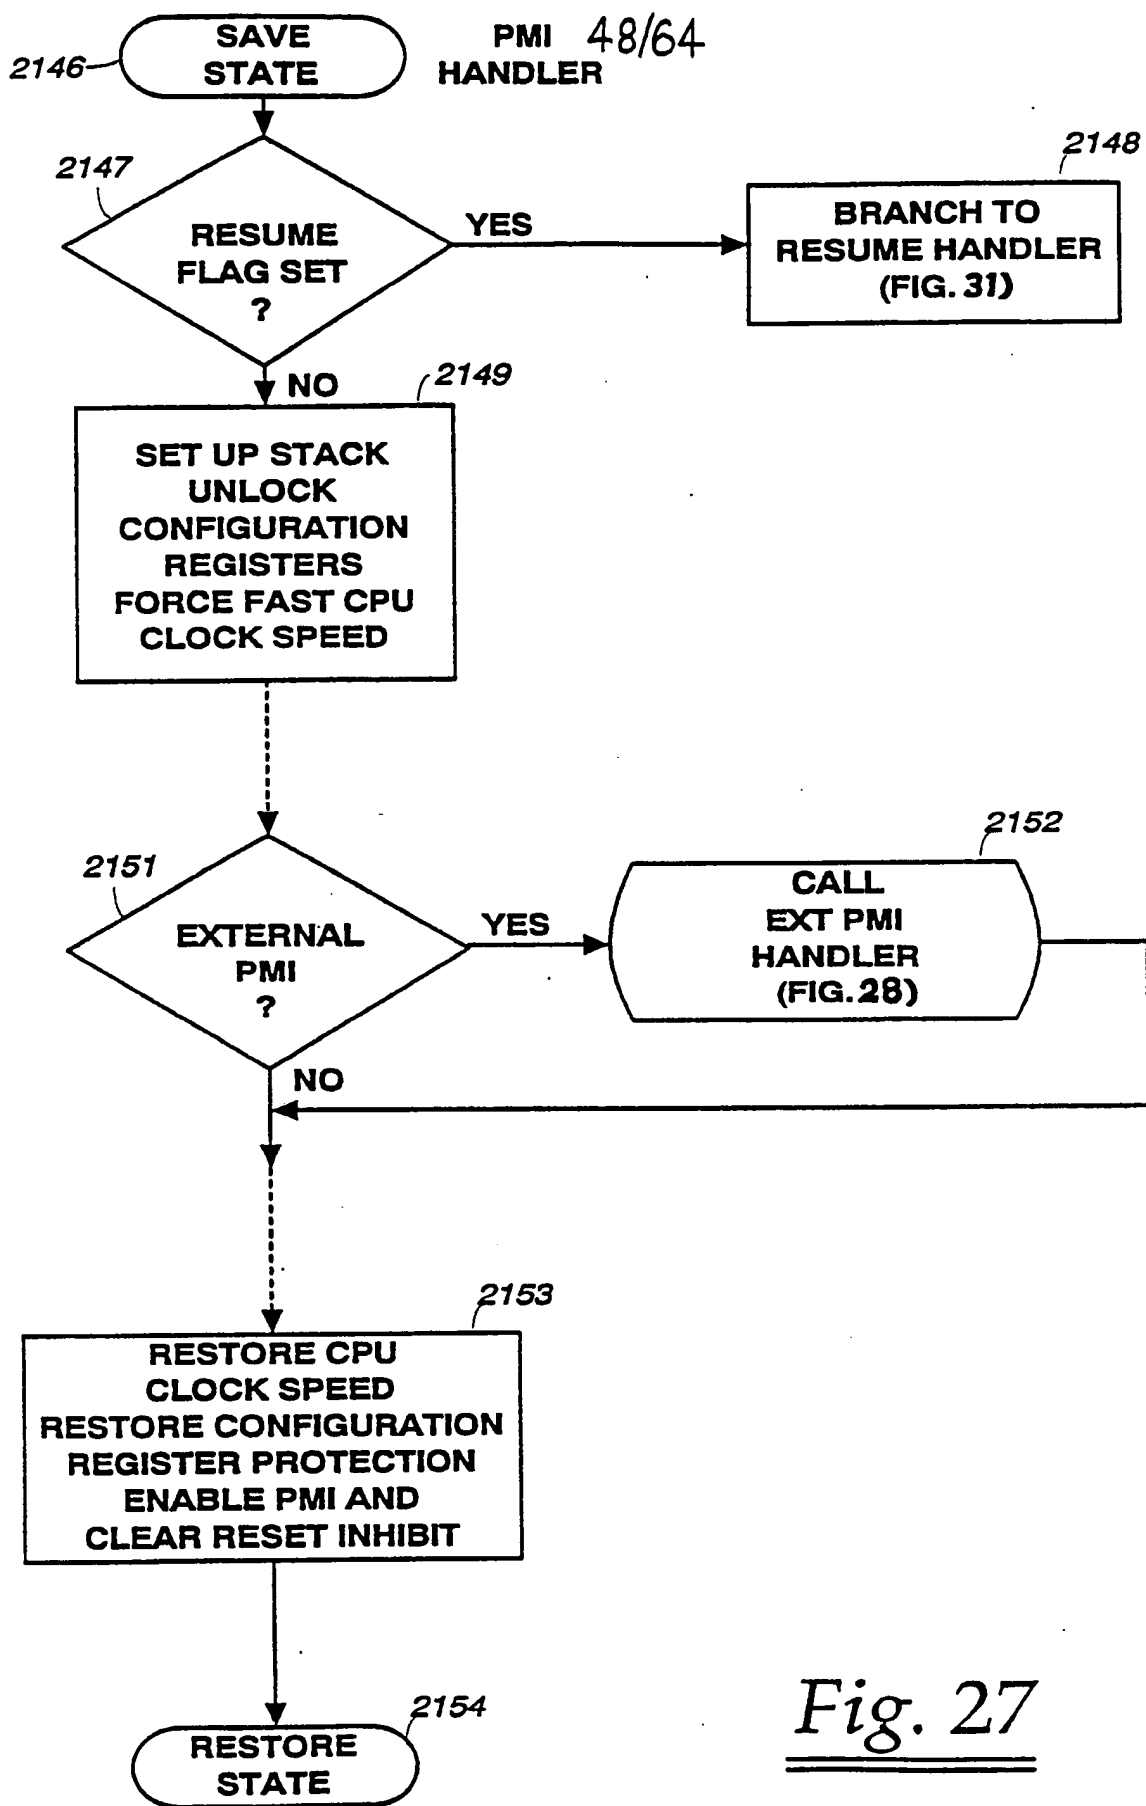 SAVE
STATE
2146
PMI
HANDLER
48/64
2147
RESUME
FLAG SET
?
YES
2148
BRANCH TO
RESUME HANDLER
(FIG. 31)
NO
2149
SET UP STACK
UNLOCK
CONFIGURATION
REGISTERS
FORCE FAST CPU
CLOCK SPEED
2151
EXTERNAL
PMI
?
YES
2152
CALL
EXT PMI
HANDLER
(FIG. 28)
NO
2153
RESTORE CPU
CLOCK SPEED
RESTORE CONFIGURATION
REGISTER PROTECTION
ENABLE PMI AND
CLEAR RESET INHIBIT
2154
RESTORE
STATE
Fig. 27